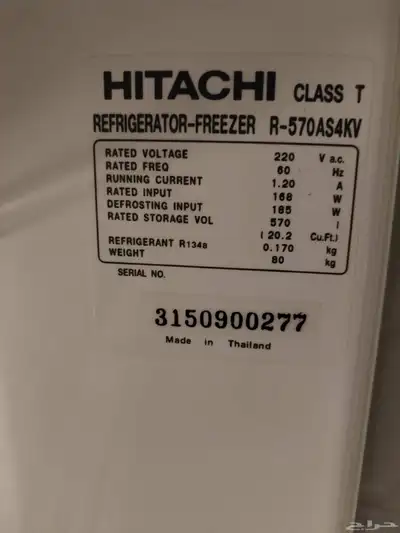 HITACHI CLASS T
REFRIGERATOR-FREEZER R-570AS4KV
RATED VOLTAGE 220 V a.c.
RATED FREQ 60 Hz
RUNNING CURRENT 1.20 A
RATED INPUT 168 W
DEFROSTING INPUT 185 W
RATED STORAGE VOL 570 l
( 20.2 Cu.Ft.)
REFRIGERANT R134a 0.170 kg
WEIGHT 80 kg
SERIAL NO.
3150900277
Made in Thailand
حراج